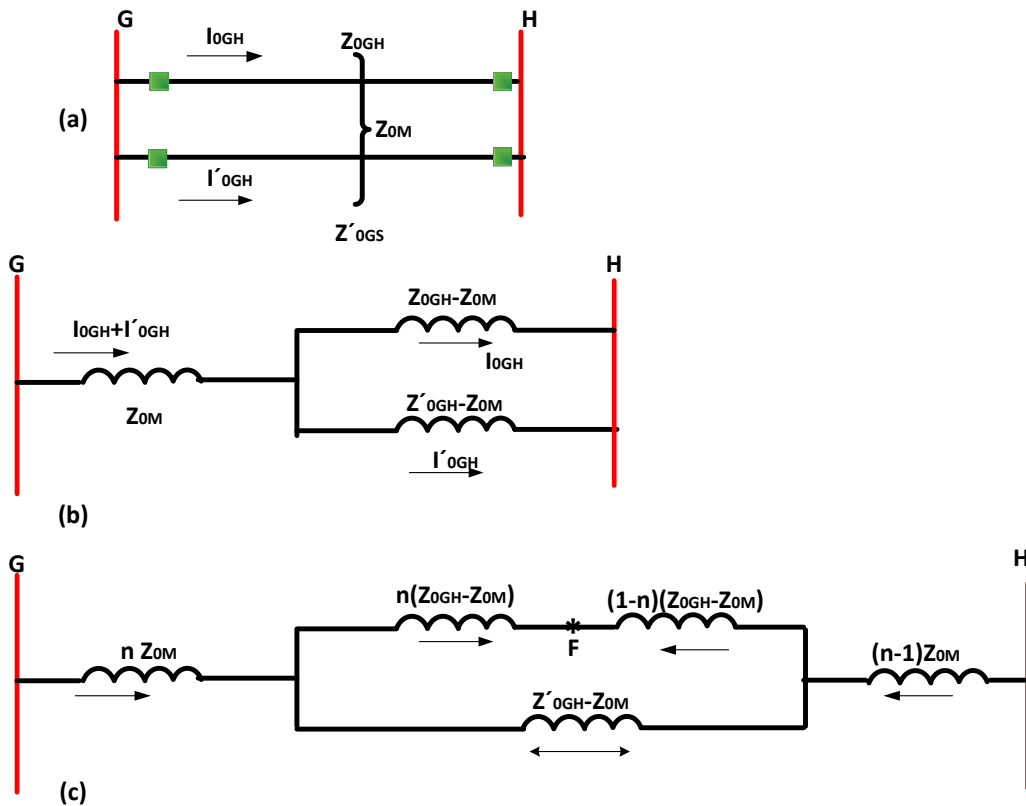 G
H
I0GH
Z0GH
(a)
Z0M
I´0GH
Z´0GS
G
H
Z0GH-Z0M
I0GH+I´0GH
I0GH
Z´0GH-Z0M
Z0M
I´0GH
(b)
G
H
n(Z0GH-Z0M)
(1-n)(Z0GH-Z0M)
n Z0M
F
(n-1)Z0M
Z´0GH-Z0M
(c)